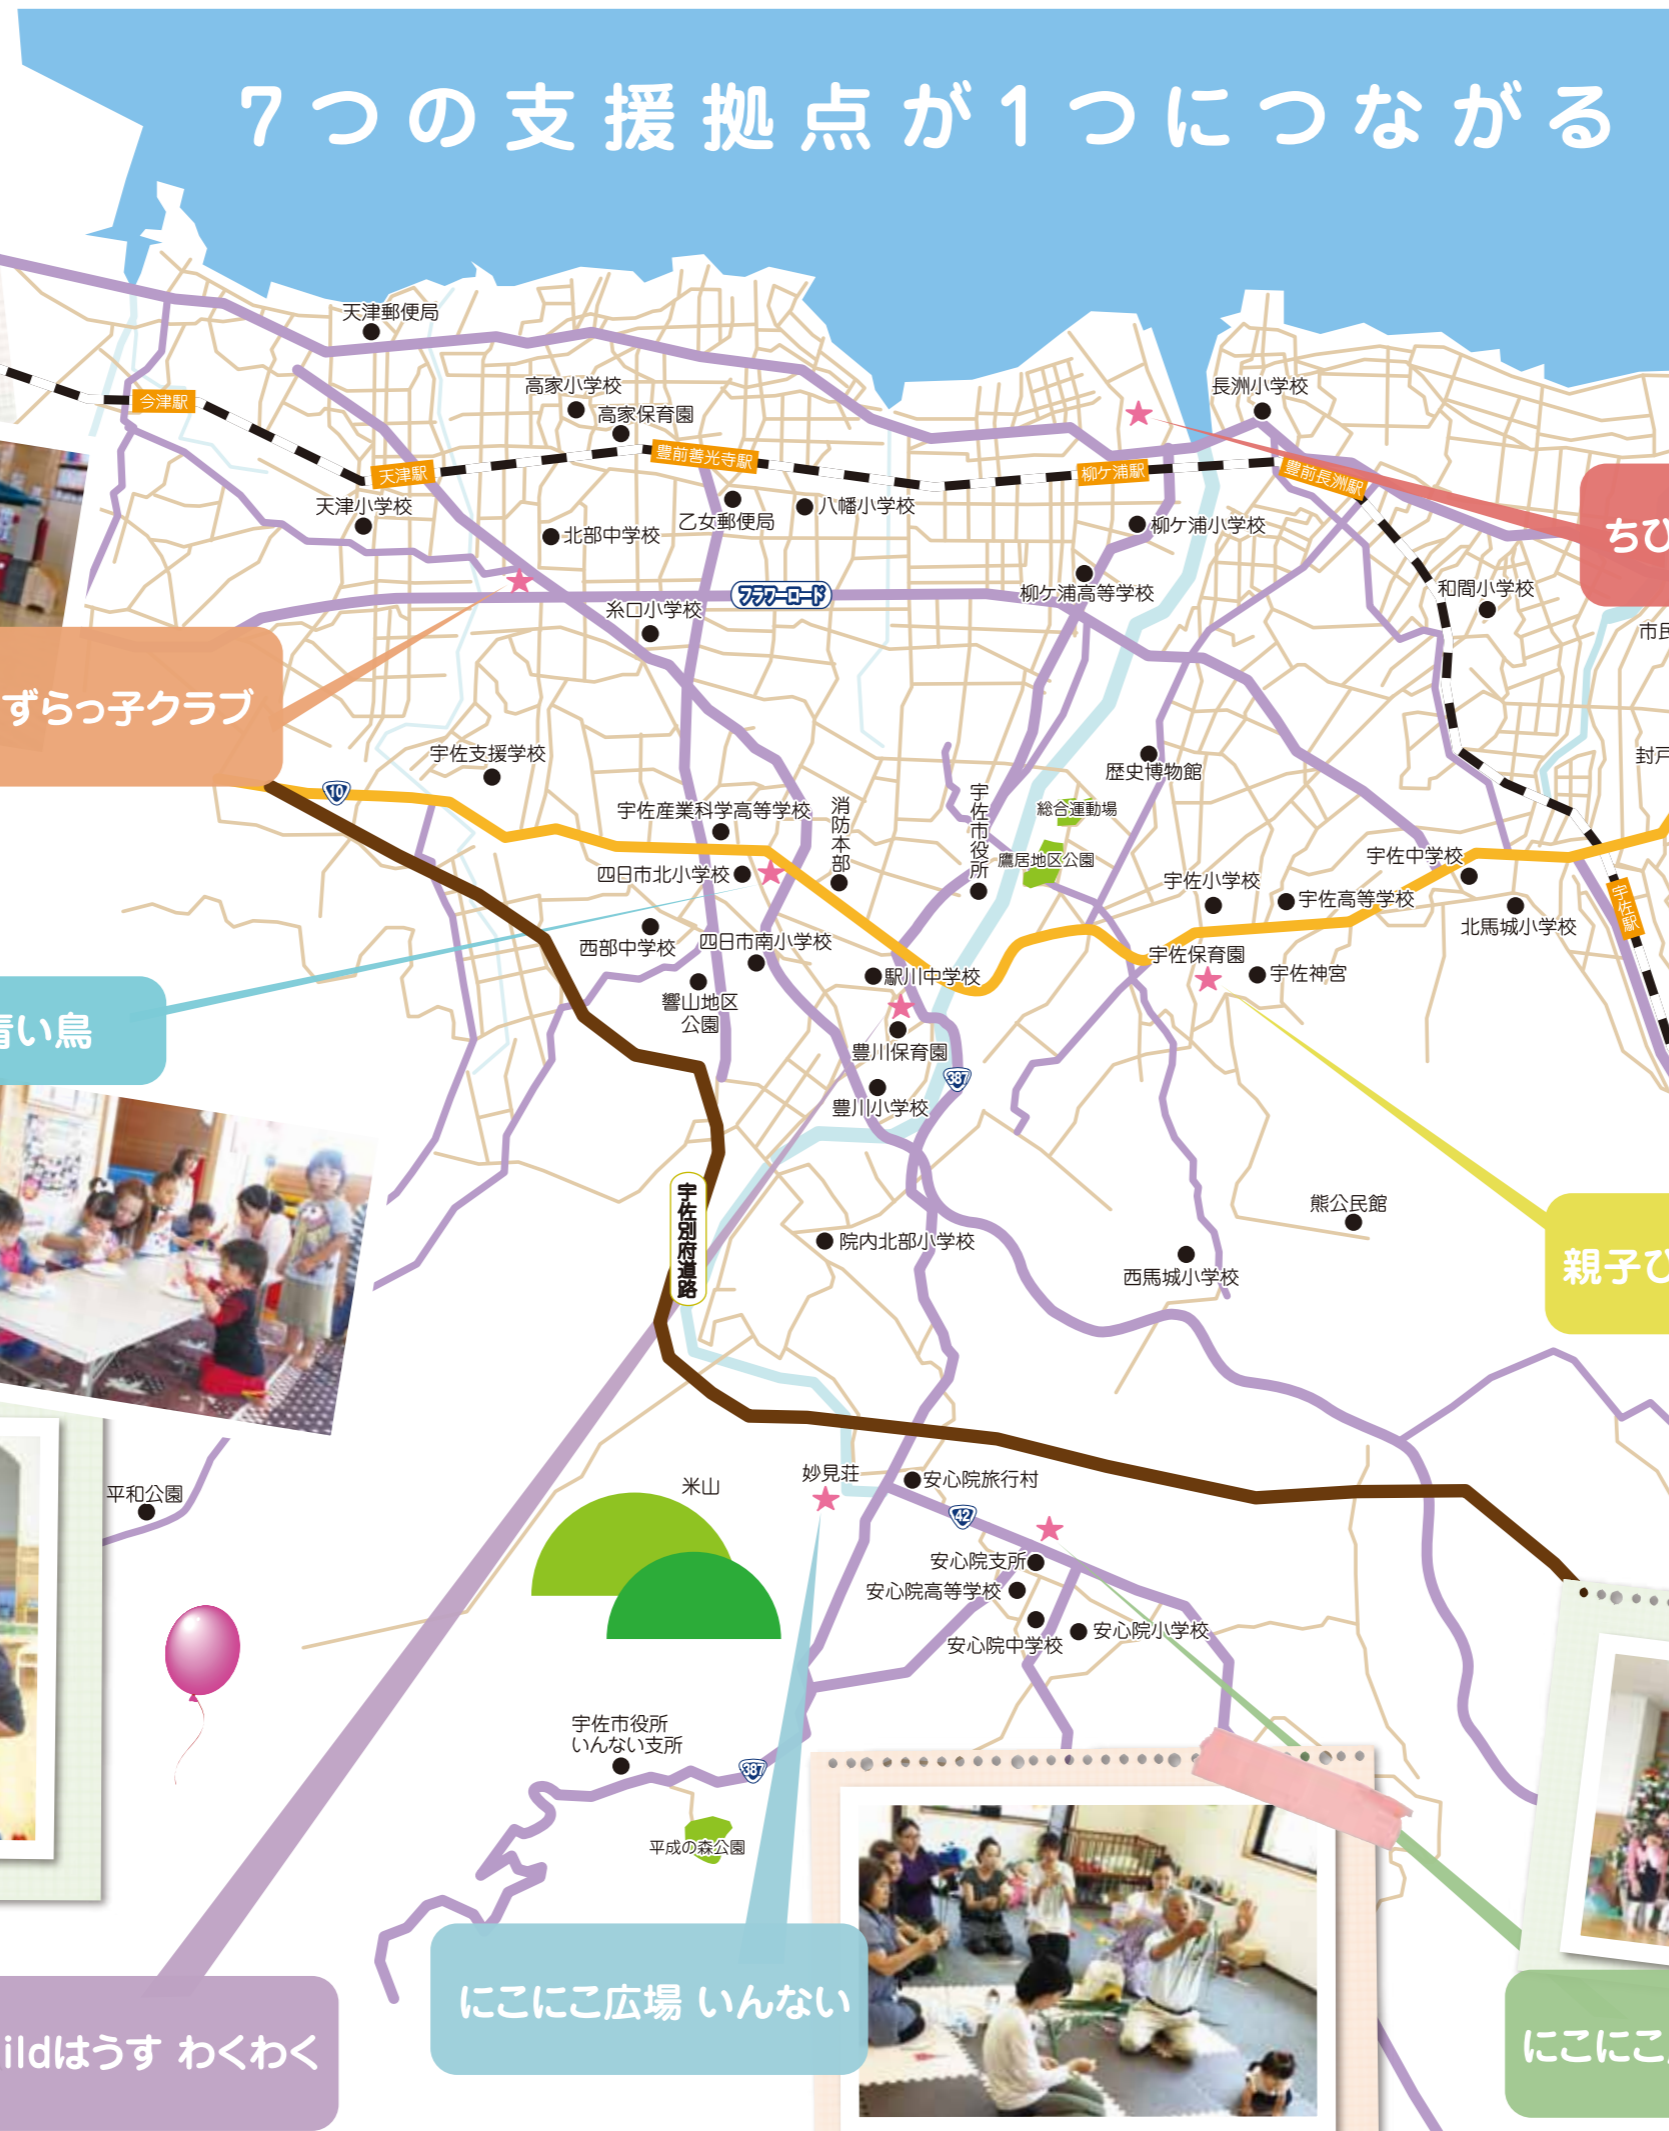 7つの支援拠点が1つにつながる
天津郵便局
高家小学校
高家保育園
長洲小学校
今津駅
天津駅
豊前善光寺駅
柳ケ浦駅
豊前長洲駅
天津小学校
北部中学校
乙女郵便局
八幡小学校
柳ケ浦小学校
ちび
フラワーロード
柳ケ浦高等学校
和間小学校
糸口小学校
市民
ずらっ子クラブ
宇佐支援学校
歴史博物館
封戸
10
宇佐産業科学高等学校
消防本部
宇佐市役所
総合運動場
鷹居地区公園
宇佐中学校
四日市北小学校
宇佐小学校
宇佐高等学校
宇佐駅
北馬城小学校
西部中学校
四日市南小学校
宇佐保育園
宇佐神宮
駅川中学校
響山地区
公園
青い鳥
豊川保育園
387
豊川小学校
宇佐別府道路
熊公民館
院内北部小学校
西馬城小学校
親子ひ
平和公園
米山
妙見荘
安心院旅行村
42
安心院支所
安心院高等学校
安心院中学校
安心院小学校
宇佐市役所
いんない支所
387
平成の森公園
にこにこ広場 いんない
ildはうす わくわく
にこにこ